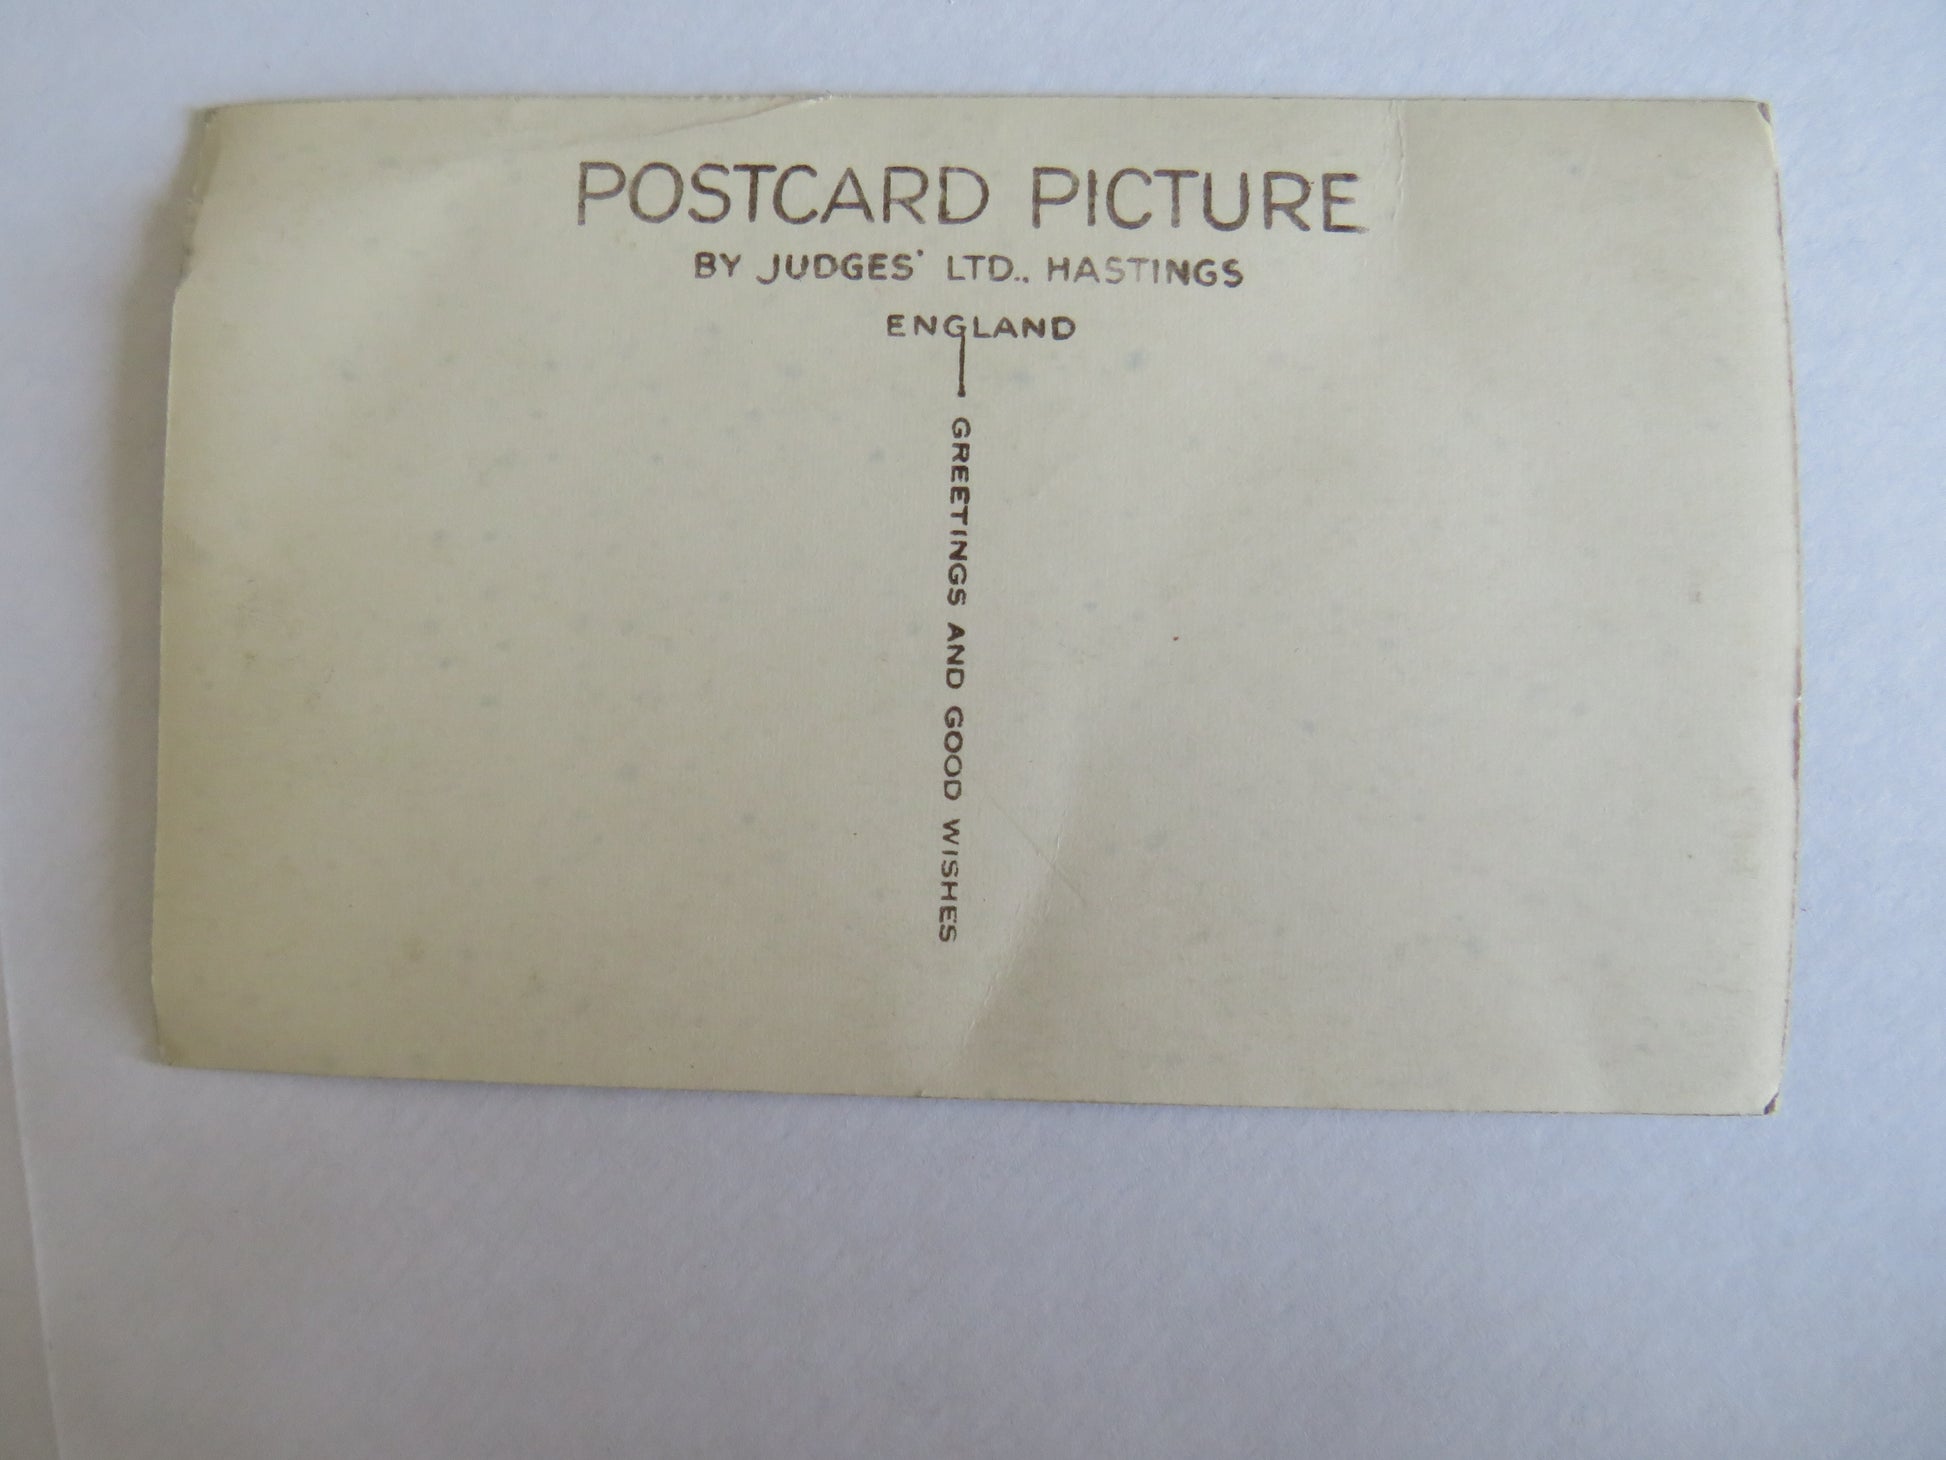 POSTCARD PICTURE
BY JUDGES' LTD., HASTINGS
ENGLAND
GREETINGS AND GOOD WISHES